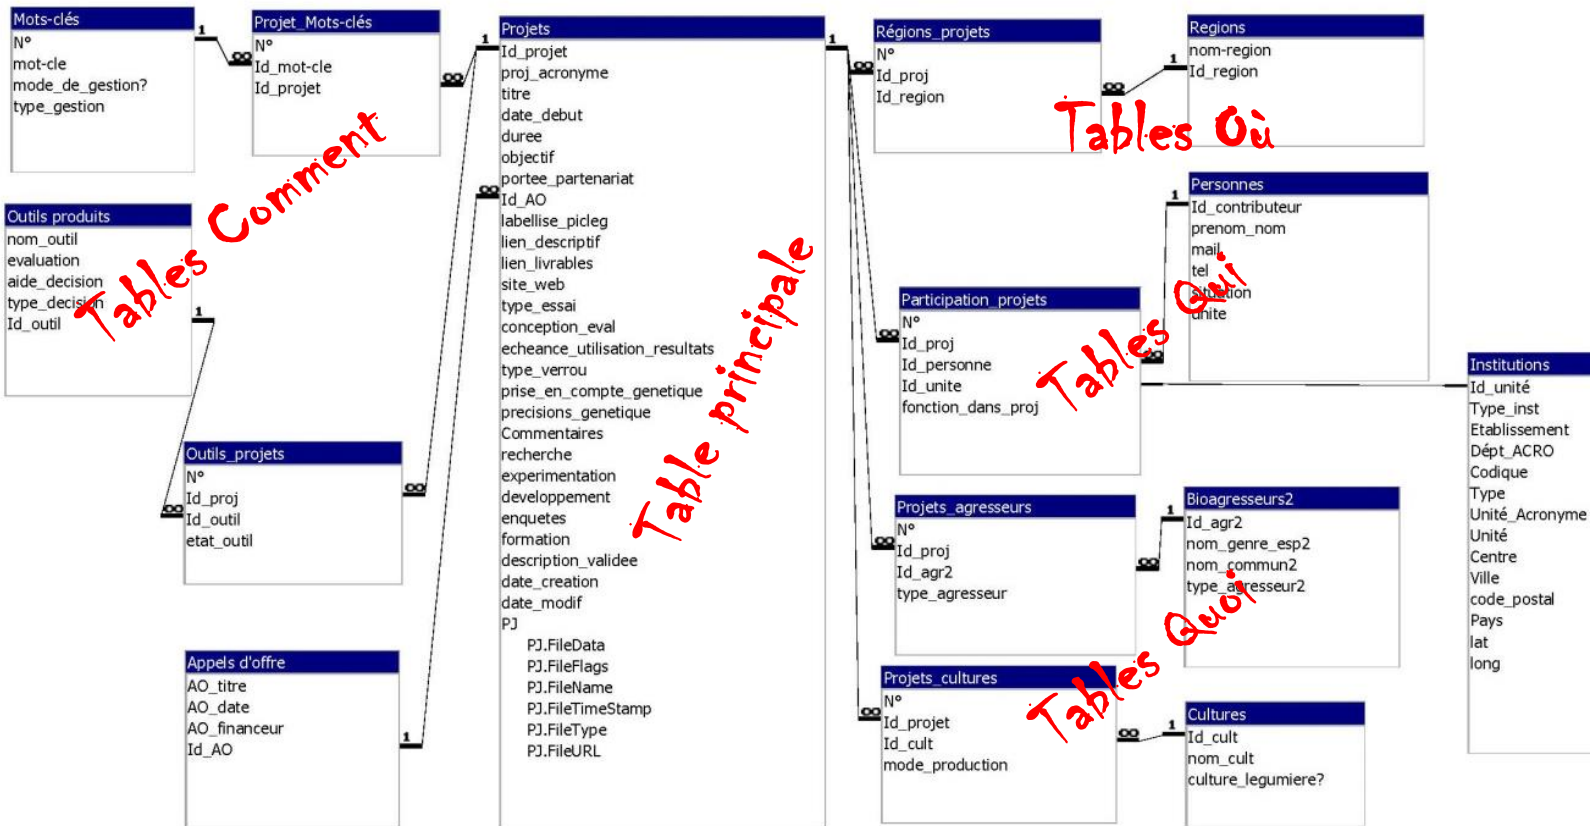 Mots-clés
N°
mot-cle
mode_de_gestion?
type_gestion
1
Projet_Mots-clés
N°
Id_mot-cle
Id_projet
∞
∞
Outils produits
nom_outil
evaluation
aide_decision
type_decision
Id_outil
1
Tables Comment
Outils_projets
N°
Id_proj
Id_outil
etat_outil
∞
∞
Appels d'offre
AO_titre
AO_date
AO_financeur
Id_AO
1
Projets
1
1
Id_projet
proj_acronyme
titre
date_debut
duree
objectif
portee_partenariat
∞
Id_AO
labellise_picleg
lien_descriptif
lien_livrables
site_web
type_essai
conception_eval
echeance_utilisation_resultats
type_verrou
prise_en_compte_genetique
precisions_genetique
Commentaires
recherche
experimentation
developpement
enquetes
formation
description_validee
date_creation
date_modif
PJ
PJ.FileData
PJ.FileFlags
PJ.FileName
PJ.FileTimeStamp
PJ.FileType
PJ.FileURL
Table principale
Régions_projets
N°
Id_proj
Id_region
∞
∞
Regions
nom-region
Id_region
1
Tables Où
Participation_projets
N°
Id_proj
Id_personne
Id_unite
fonction_dans_proj
∞
∞
Personnes
Id_contributeur
prenom_nom
mail
tel
situation
unite
1
Tables Qui
Institutions
Id_unité
Type_inst
Etablissement
Dépt_ACRO
Codique
Type
Unité_Acronyme
Unité
Centre
Ville
code_postal
Pays
lat
long
Projets_agresseurs
N°
Id_proj
Id_agr2
type_agresseur
∞
∞
Bioagresseurs2
Id_agr2
nom_genre_esp2
nom_commun2
type_agresseur2
1
Tables Quoi
Projets_cultures
N°
Id_projet
Id_cult
mode_production
∞
∞
Cultures
Id_cult
nom_cult
culture_legumiere?
1